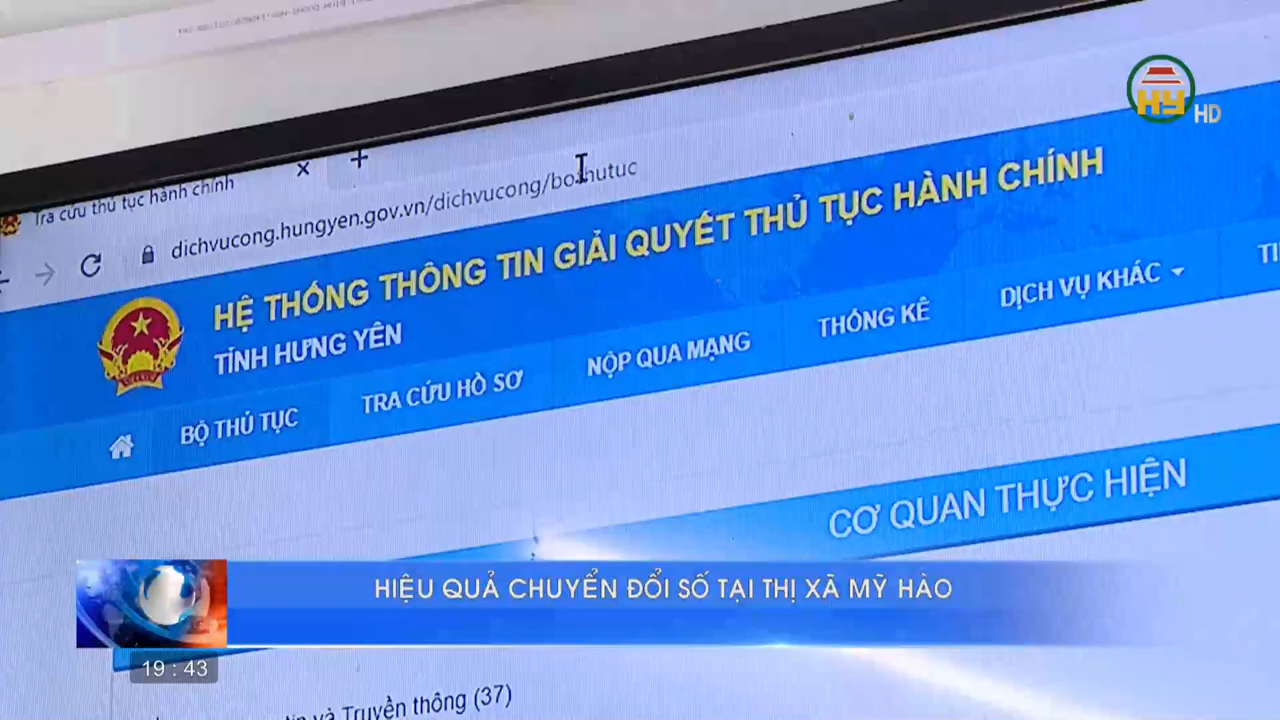 HY HD
Tra cứu thủ tục hành chính
dichvucong.hungyen.gov.vn/dichvucong/bothutuc
HỆ THỐNG THÔNG TIN GIẢI QUYẾT THỦ TỤC HÀNH CHÍNH
TỈNH HƯNG YÊN
BỘ THỦ TỤC TRA CỨU HỒ SƠ NỘP QUA MẠNG THỐNG KÊ DỊCH VỤ KHÁC
CƠ QUAN THỰC HIỆN
HIỆU QUẢ CHUYỂN ĐỔI SỐ TẠI THỊ XÃ MỸ HÀO
19 : 43
và Truyền thông (37)